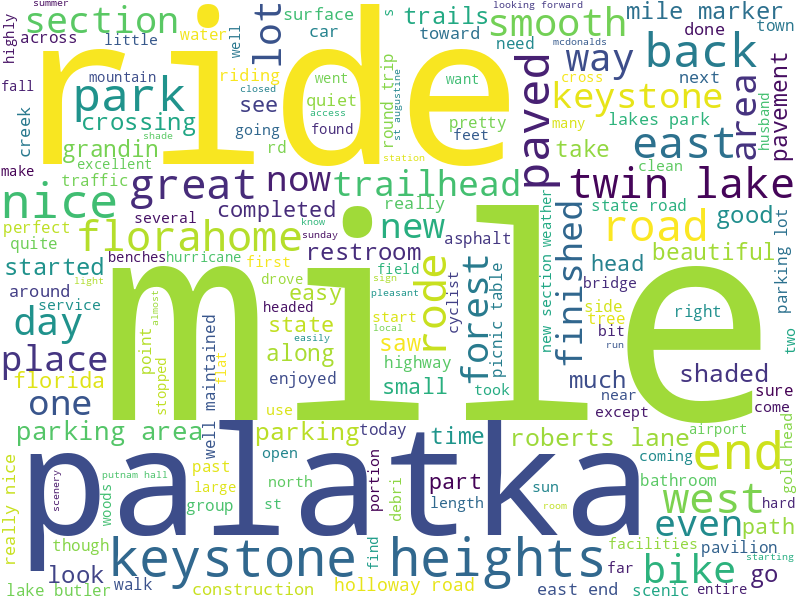 summer
looking forward
section
ride
lot
surface
s
trails
smooth
mile marker
highly
across
little
water
well
car
toward
need
way
mcdonalds
done
town
back
mountain
riding
went
closed
st augustine
round trip
want
paved
cross
next
area
pavement
fall
park
see
quiet
access
pretty
keystone
many
lakes park
husband
creek
crossing
shade
going
found
feet
grandin
rd
station
take
east
clean
excellent
traffic
make
great
now
trailhead
twin lake
nice
several
completed
really
new
state road
perfect
florahome
know
sunday
restroom
asphalt
road
good
quite
mile
new section weather
finished
beautiful
parking lot
started
benches
hurricane
first
field
rode
forest
picnic table
head
light
drove
sign
pleasant
cyclist
bridge
around
service
easy
headed
start
local
side
tree
right
day
point
almost
stopped
well maintained
flat
state
easily
saw
bit
run
two
place
along
highway
florida
enjoyed
small
took
much
near
shaded
sure
one
use
except
come
parking area
parking
today
time
roberts lane
end
airport
gold head
palatka
open
past
large
group
north
st
portion
debri
part
length
sun
room
coming
bathroom
west
hard
really nice
scenery
putnam hall
woods
even
path
though
keystone heights
find
far
facilities
pavilion
starting
look
walk
bike
go
lake butler
construction
holloway road
east end
scenic
entire